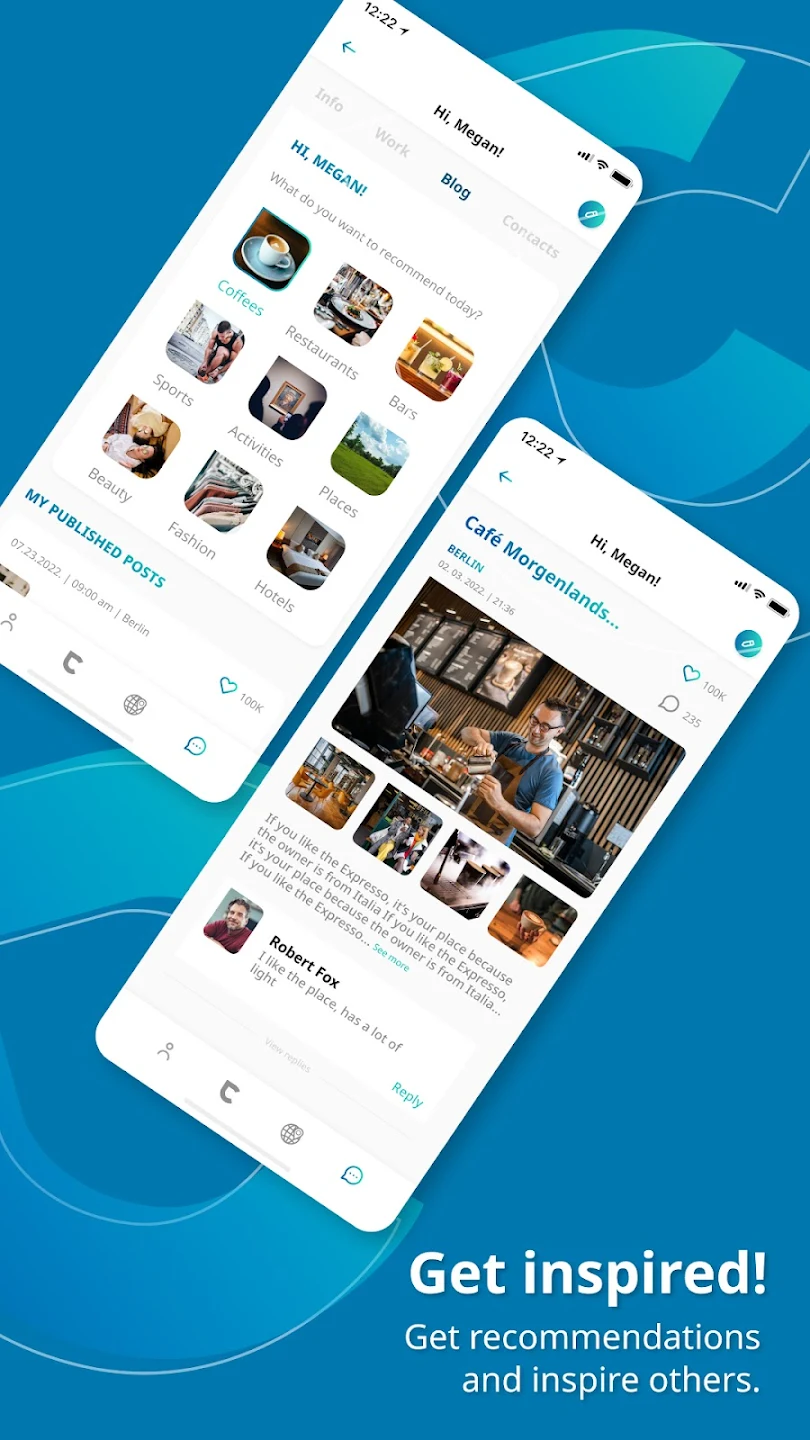 12:22
Hi, Megan!
Info
Work
Blog
Contacts
HI, MEGAN!
What do you want to recommend today?
Coffees
Restaurants
Bars
Sports
Activities
Places
Beauty
Fashion
Hotels
MY PUBLISHED POSTS
07.23.2022. | 09:00 am | Berlin
100K
12:22
Hi, Megan!
Café Morgenlands...
BERLIN
02. 03. 2022. | 21:36
100K
235
If you like the Expresso, it's your place because
the owner is from Italia If you like the Expresso,
it's your place because the owner is from Italia...
If you like the Expresso... See more
Robert Fox
I like the place, has a lot of
light
View replies
Reply
Get inspired!
Get recommendations
and inspire others.